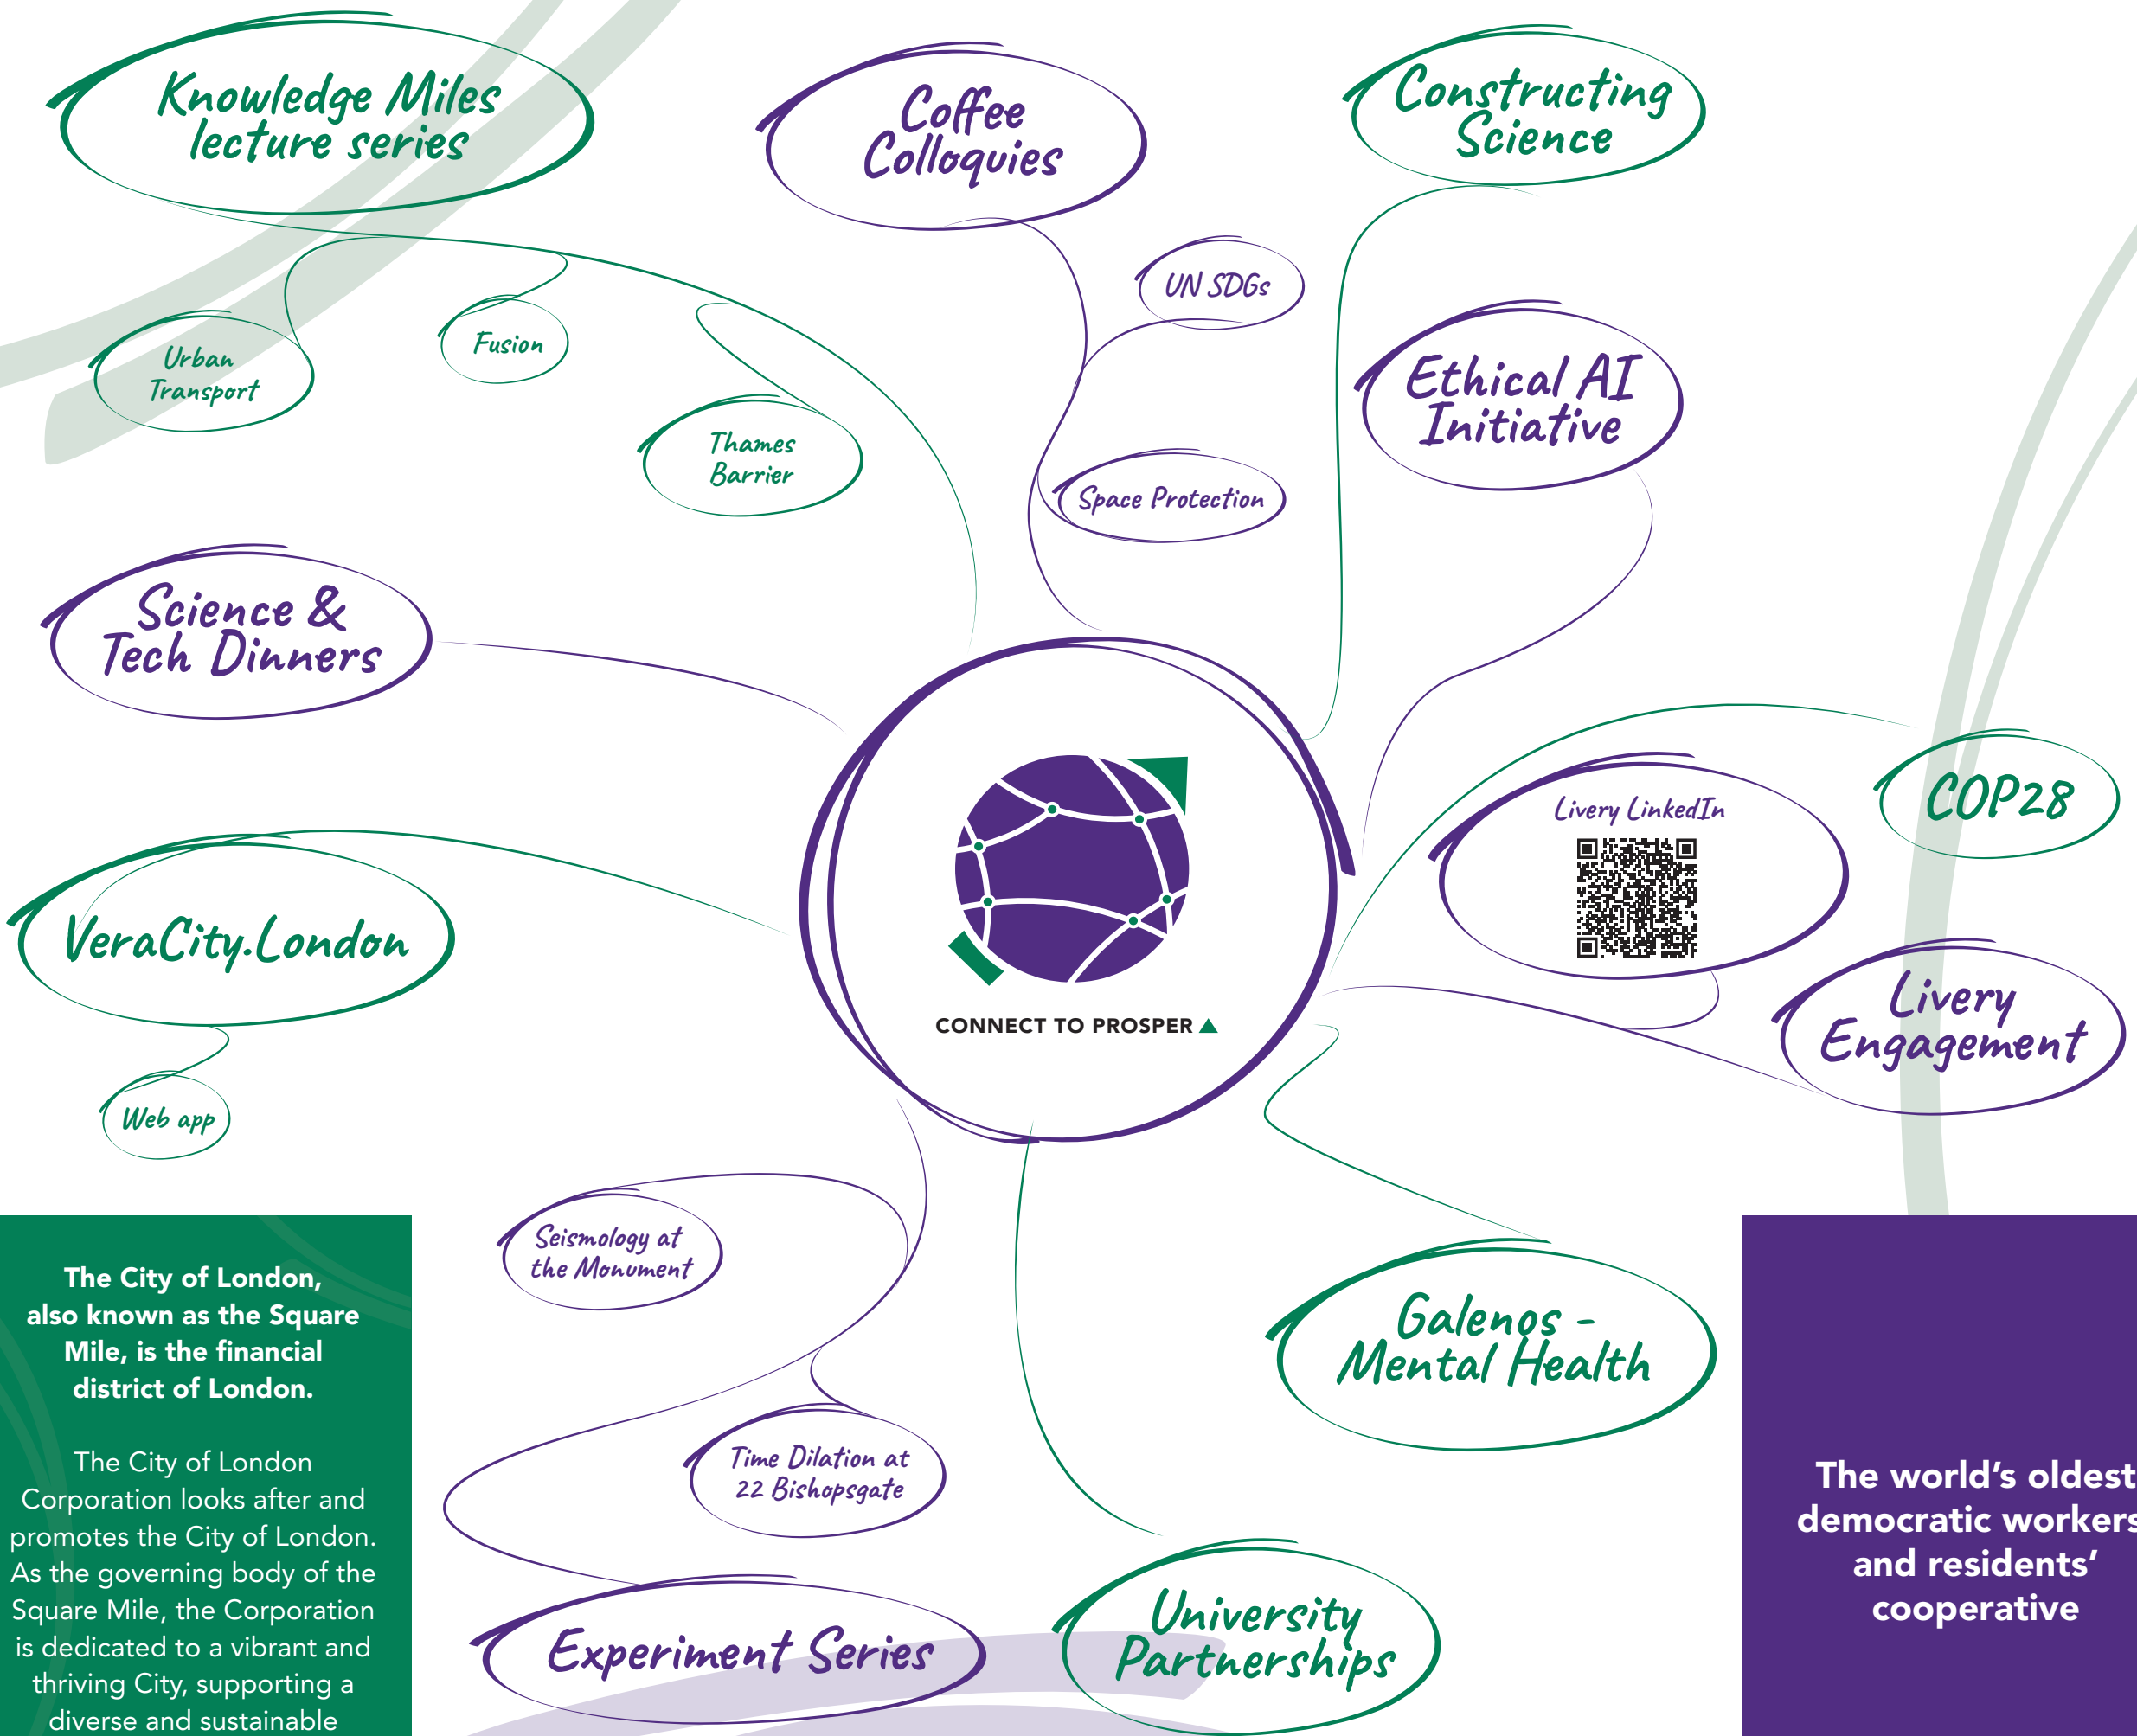 Knowledge Miles
lecture series
Coffee
Colloquies
Constructing
Science
UN SDGs
Urban
Transport
Fusion
Thames
Barrier
Ethical AI
Initiative
Space Protection
Science &
Tech Dinners
Livery LinkedIn
COP28
VeraCity.London
Livery
Engagement
CONNECT TO PROSPER
Web app
Seismology at
the Monument
Galenos -
Mental Health
Time Dilation at
22 Bishopsgate
University
Partnerships
Experiment Series
The City of London,
also known as the Square
Mile, is the financial
district of London.
The City of London
Corporation looks after and
promotes the City of London.
As the governing body of the
Square Mile, the Corporation
is dedicated to a vibrant and
thriving City, supporting a
diverse and sustainable
The world’s oldest
democratic workers
and residents’
cooperative